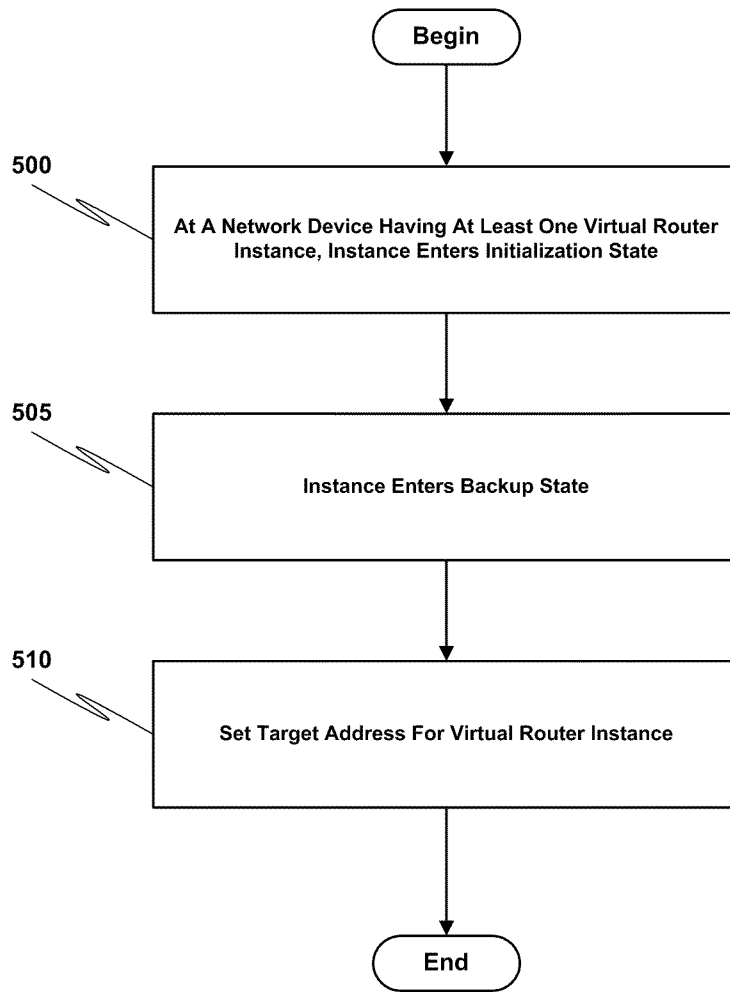 Begin
500
At A Network Device Having At Least One Virtual Router
Instance, Instance Enters Initialization State
505
Instance Enters Backup State
510
Set Target Address For Virtual Router Instance
End